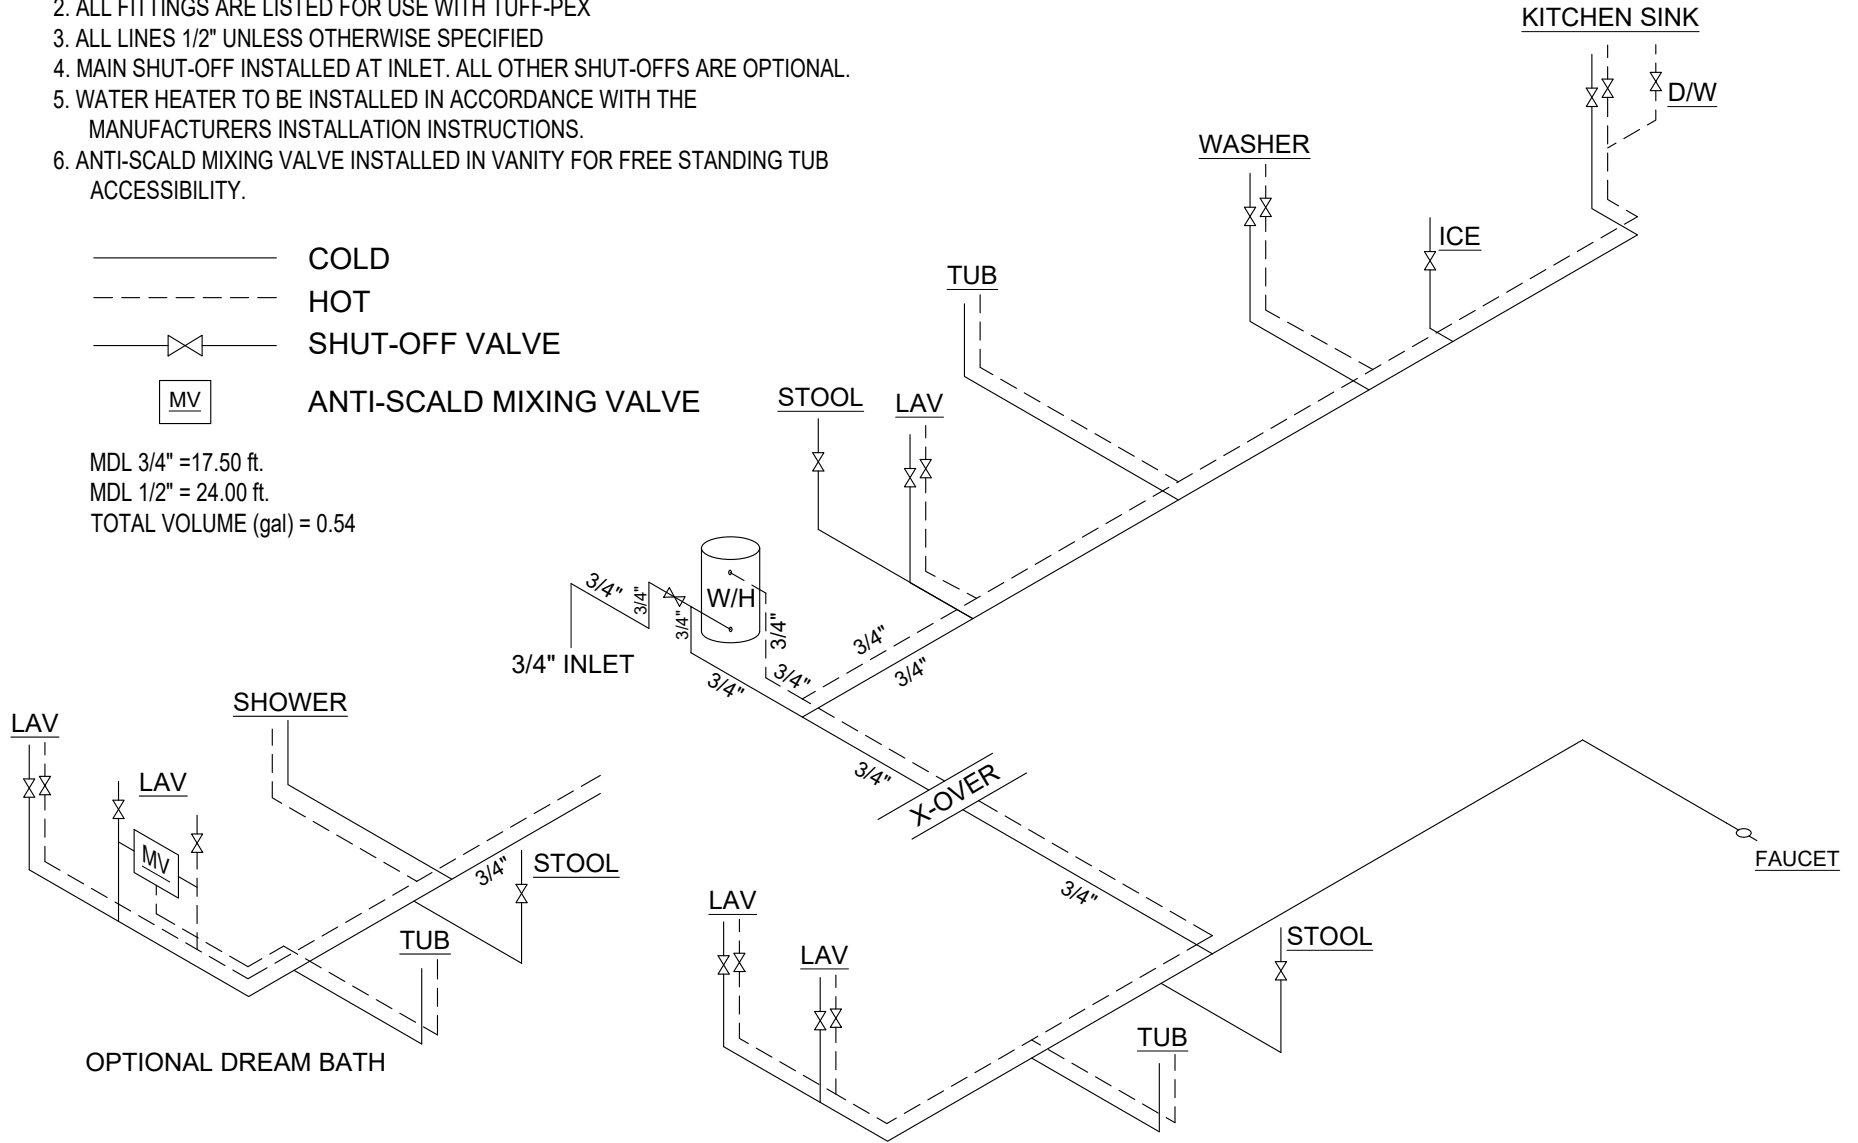 2. ALL FITTINGS ARE LISTED FOR USE WITH TUFF-PEX
3. ALL LINES 1/2" UNLESS OTHERWISE SPECIFIED
4. MAIN SHUT-OFF INSTALLED AT INLET. ALL OTHER SHUT-OFFS ARE OPTIONAL.
5. WATER HEATER TO BE INSTALLED IN ACCORDANCE WITH THE
MANUFACTURERS INSTALLATION INSTRUCTIONS.
6. ANTI-SCALD MIXING VALVE INSTALLED IN VANITY FOR FREE STANDING TUB
ACCESSIBILITY.
COLD
HOT
SHUT-OFF VALVE
MV
ANTI-SCALD MIXING VALVE
MDL 3/4" =17.50 ft.
MDL 1/2" = 24.00 ft.
TOTAL VOLUME (gal) = 0.54
KITCHEN SINK
D/W
WASHER
ICE
TUB
STOOL
LAV
3/4"
3/4"
3/4"
W/H
3/4"
3/4" INLET
3/4"
3/4"
3/4"
3/4"
3/4"
X-OVER
3/4"
FAUCET
LAV
LAV
STOOL
TUB
LAV
LAV
MV
SHOWER
3/4"
STOOL
TUB
OPTIONAL DREAM BATH